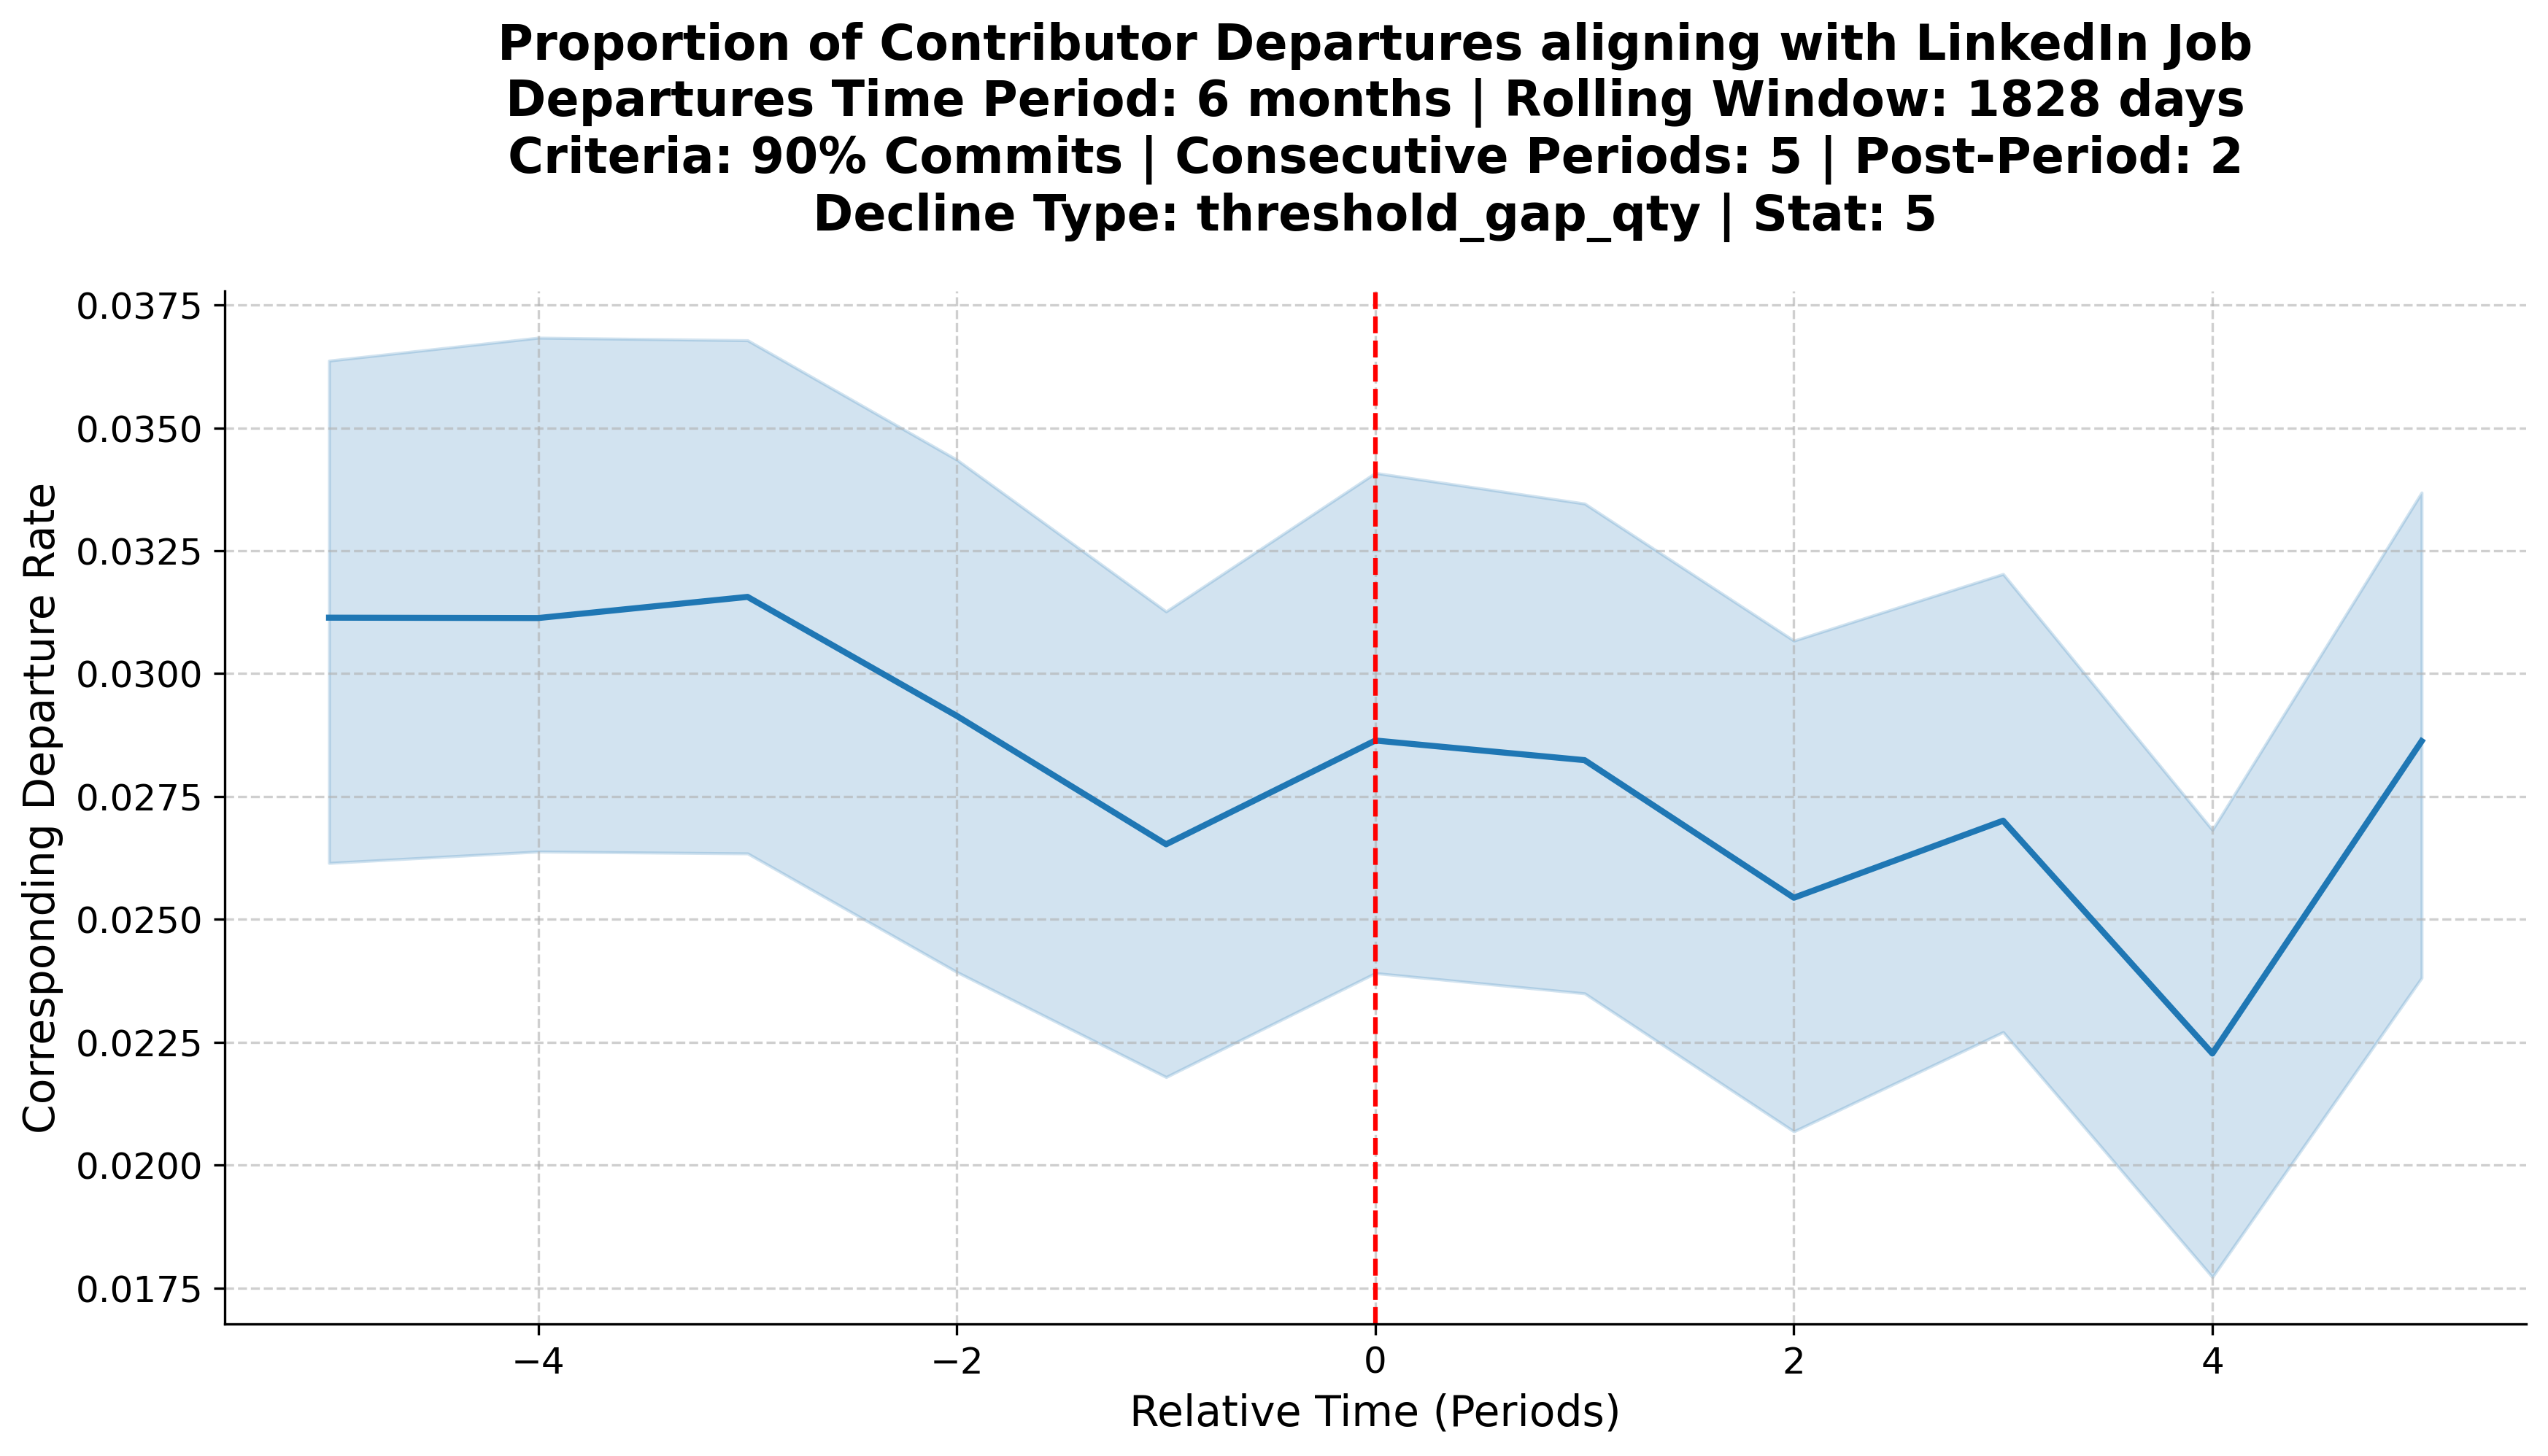 Proportion of Contributor Departures aligning with LinkedIn Job
Departures Time Period: 6 months | Rolling Window: 1828 days
Criteria: 90% Commits | Consecutive Periods: 5 | Post-Period: 2
Decline Type: threshold_gap_qty | Stat: 5
0.0375
0.0350
0.0325
0.0300
0.0275
0.0250
0.0225
0.0200
0.0175
Corresponding Departure Rate
−4
−2
0
2
4
Relative Time (Periods)